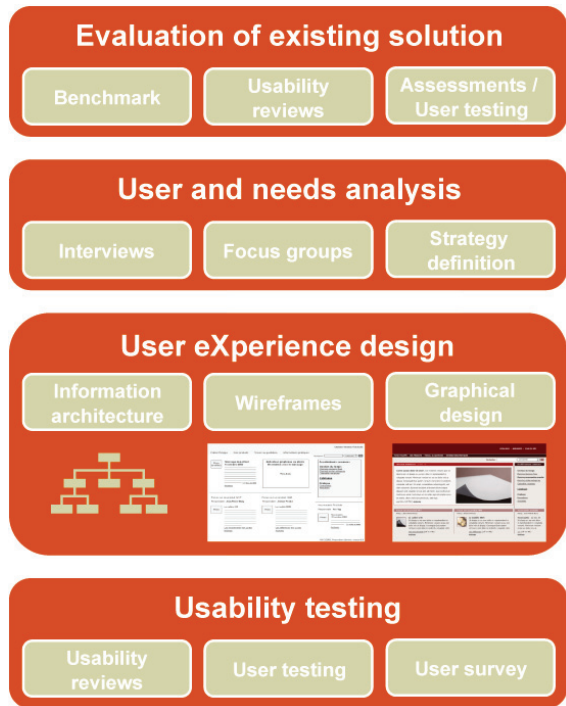 Evaluation of existing solution
Benchmark
Usability
reviews
Assessments /
User testing
User and needs analysis
Interviews
Focus groups
Strategy
definition
User eXperience design
Information
architecture
Wireframes
Graphical
design
Usability testing
Usability
reviews
User testing
User survey